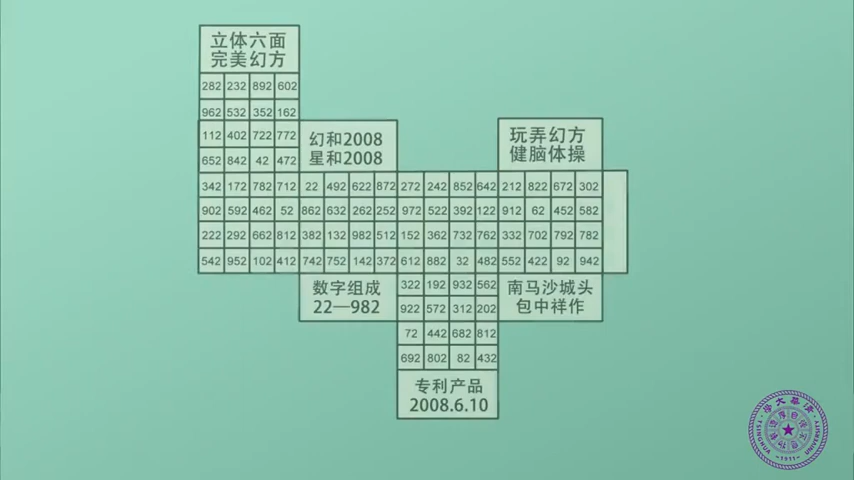 立体六面
完美幻方
282 232 892 602
962 532 352 162
112 402 722 772
652 842 42 472
幻和2008
星和2008
玩弄幻方
健脑体操
342 172 782 712 22 492 622 872 272 242 852 642 212 822 672 302
902 592 462 52 862 632 262 252 972 522 392 122 912 62 452 582
222 292 662 812 382 132 982 512 152 362 732 762 332 702 792 782
542 952 102 412 742 752 142 372 612 882 32 482 552 422 92 942
数字组成
22—982
322 192 932 562
922 572 312 202
72 442 682 812
692 802 82 432
南马沙城头
包中祥作
专利产品
2008.6.10
TSINGHUA UNIVERSITY
~1911~